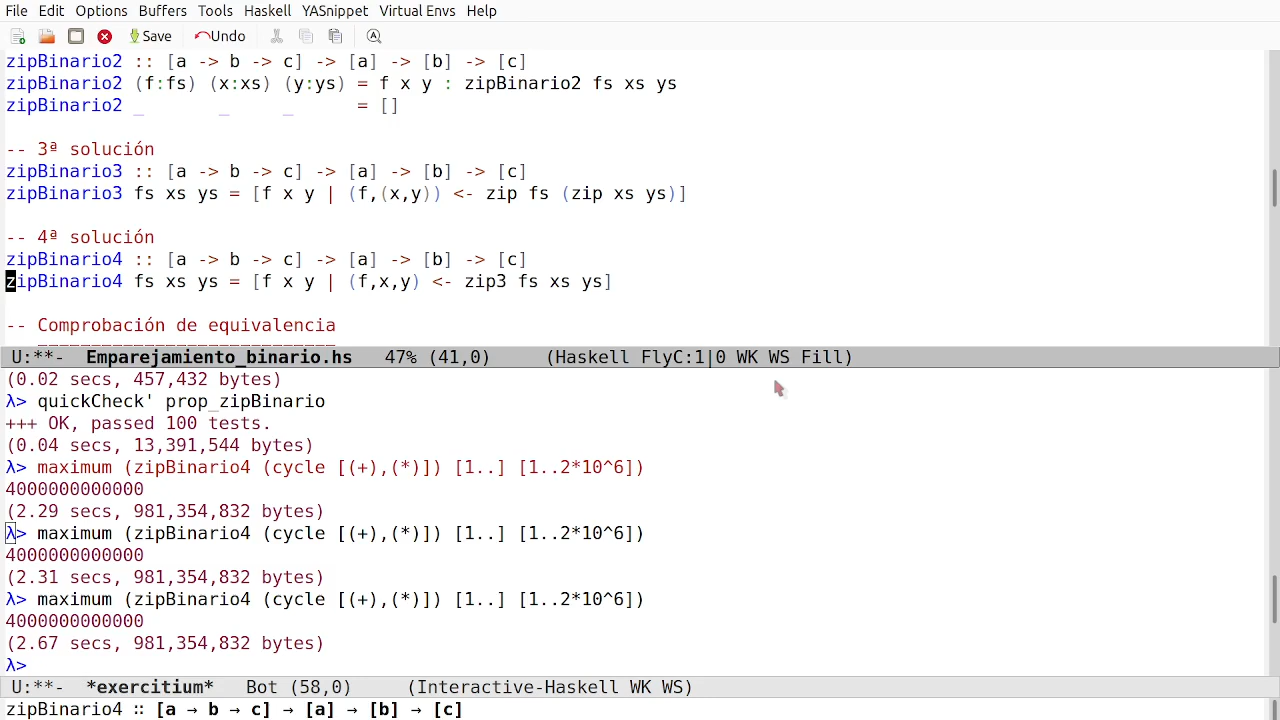 File Edit Options Buffers Tools Haskell YASnippet Virtual Envs Help
Save Undo
zipBinario2 :: [a -> b -> c] -> [a] -> [b] -> [c]
zipBinario2 (f:fs) (x:xs) (y:ys) = f x y : zipBinario2 fs xs ys
zipBinario2 _ _ _ = []
-- 3ª solución
zipBinario3 :: [a -> b -> c] -> [a] -> [b] -> [c]
zipBinario3 fs xs ys = [f x y | (f,(x,y)) <- zip fs (zip xs ys)]
-- 4ª solución
zipBinario4 :: [a -> b -> c] -> [a] -> [b] -> [c]
zipBinario4 fs xs ys = [f x y | (f,x,y) <- zip3 fs xs ys]
-- Comprobación de equivalencia
U:**- Emparejamiento_binario.hs 47% (41,0) (Haskell FlyC:1|0 WK WS Fill)
(0.02 secs, 457,432 bytes)
λ> quickCheck' prop_zipBinario
+++ OK, passed 100 tests.
(0.04 secs, 13,391,544 bytes)
λ> maximum (zipBinario4 (cycle [(+),(*)]) [1..] [1..2*10^6])
4000000000000
(2.29 secs, 981,354,832 bytes)
λ> maximum (zipBinario4 (cycle [(+),(*)]) [1..] [1..2*10^6])
4000000000000
(2.31 secs, 981,354,832 bytes)
λ> maximum (zipBinario4 (cycle [(+),(*)]) [1..] [1..2*10^6])
4000000000000
(2.67 secs, 981,354,832 bytes)
λ>
U:**- *exercitium* Bot (58,0) (Interactive-Haskell WK WS)
zipBinario4 ∷ [a → b → c] → [a] → [b] → [c]